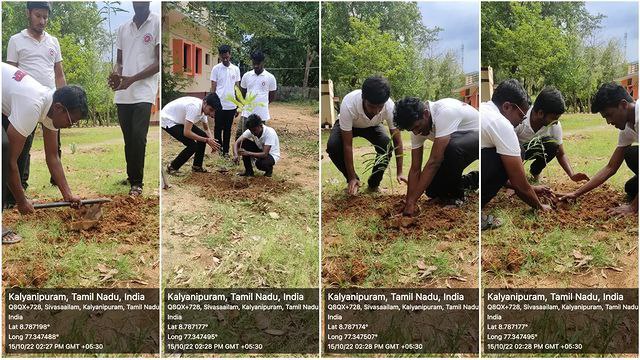 Kalyanipuram, Tamil Nadu, India
Q8QX+728, Sivasailam, Kalyanipuram, Tamil Nadu
India
Lat 8.787198°
Long 77.347488°
15/10/22 02:27 PM GMT +05:30
Kalyanipuram, Tamil Nadu, India
Q8QX+728, Sivasailam, Kalyanipuram, Tamil Nadu
India
Lat 8.787177°
Long 77.347495°
15/10/22 02:28 PM GMT +05:30
Kalyanipuram, Tamil Nadu, India
Q8QX+728, Sivasailam, Kalyanipuram, Tamil Nadu
India
Lat 8.787174°
Long 77.347507°
15/10/22 02:28 PM GMT +05:30
Kalyanipuram, Tamil Nadu, India
Q8QX+728, Sivasailam, Kalyanipuram, Tamil Nadu
India
Lat 8.787177°
Long 77.347495°
15/10/22 02:28 PM GMT +05:30